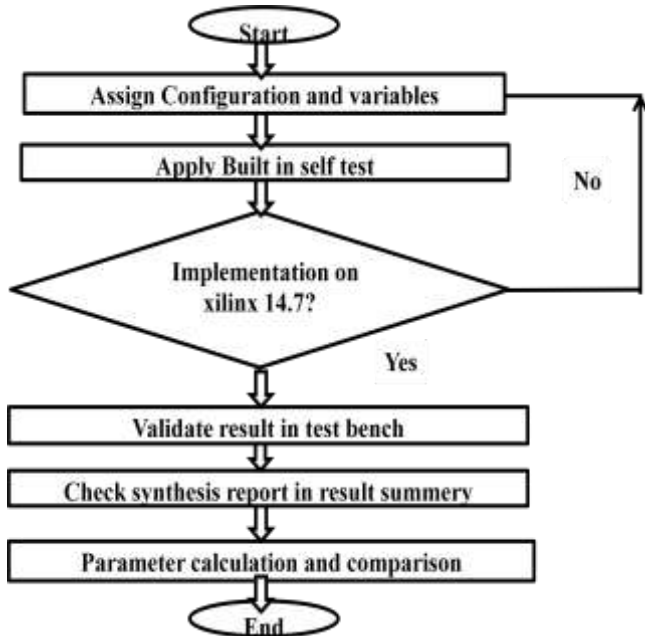 Start
Assign Configuration and variables
Apply Built in self test
No
Implementation on
xilinx 14.7?
Yes
Validate result in test bench
Check synthesis report in result summery
Parameter calculation and comparison
End